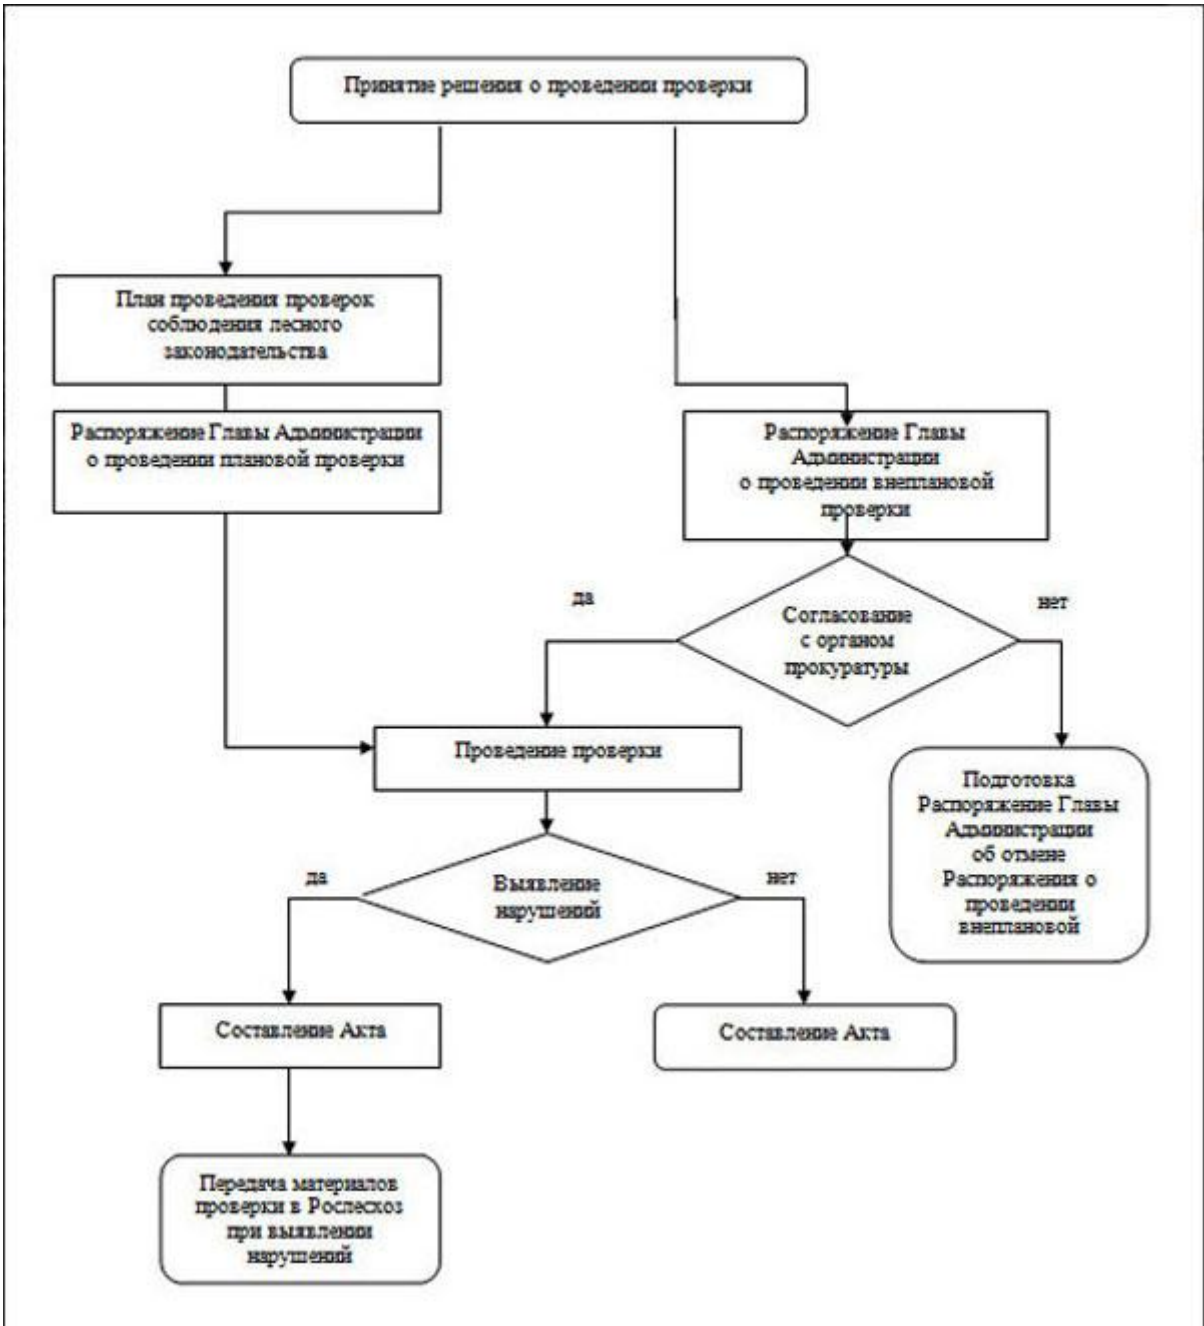 Принятие решения о проведении проверки
План проведения проверок
соблюдения лесного
законодательства
Распоряжение Главы Администрации
о проведении плановой проверки
Распоряжение Главы
Администрации
о проведении внеплановой
проверки
да
нет
Согласование
с органом
прокуратуры
Проведение проверки
Подготовка
Распоряжение Главы
Администрации
об отмене
Распоряжения о
проведении
внеплановой
да
нет
Выявление
нарушений
Составление Акта
Составление Акта
Передача материалов
проверки в Рослесхоз
при выявлении
нарушений